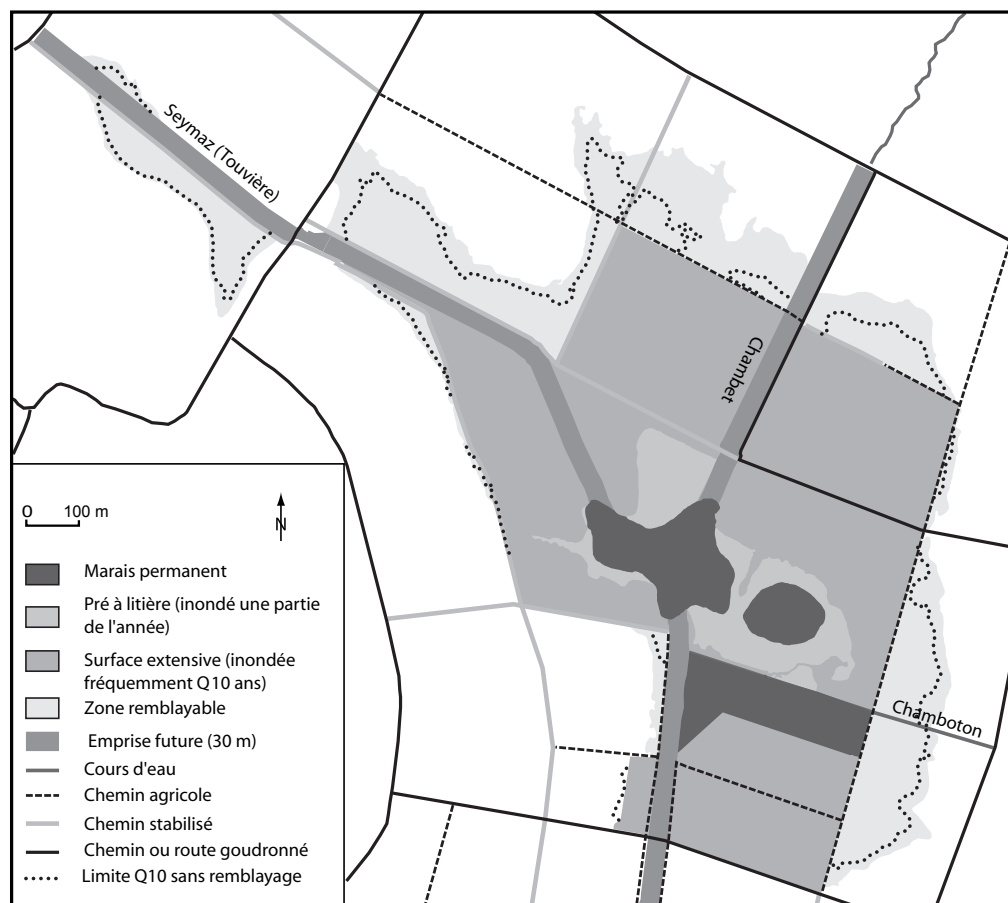 Seymaz (Touvière)
Chambet
Chamboton
0 100 m
N
Marais permanent
Pré à litière (inondé une partie
de l'année)
Surface extensive (inondée
fréquemment Q10 ans)
Zone remblayable
Emprise future (30 m)
Cours d'eau
Chemin agricole
Chemin stabilisé
Chemin ou route goudronné
Limite Q10 sans remblayage